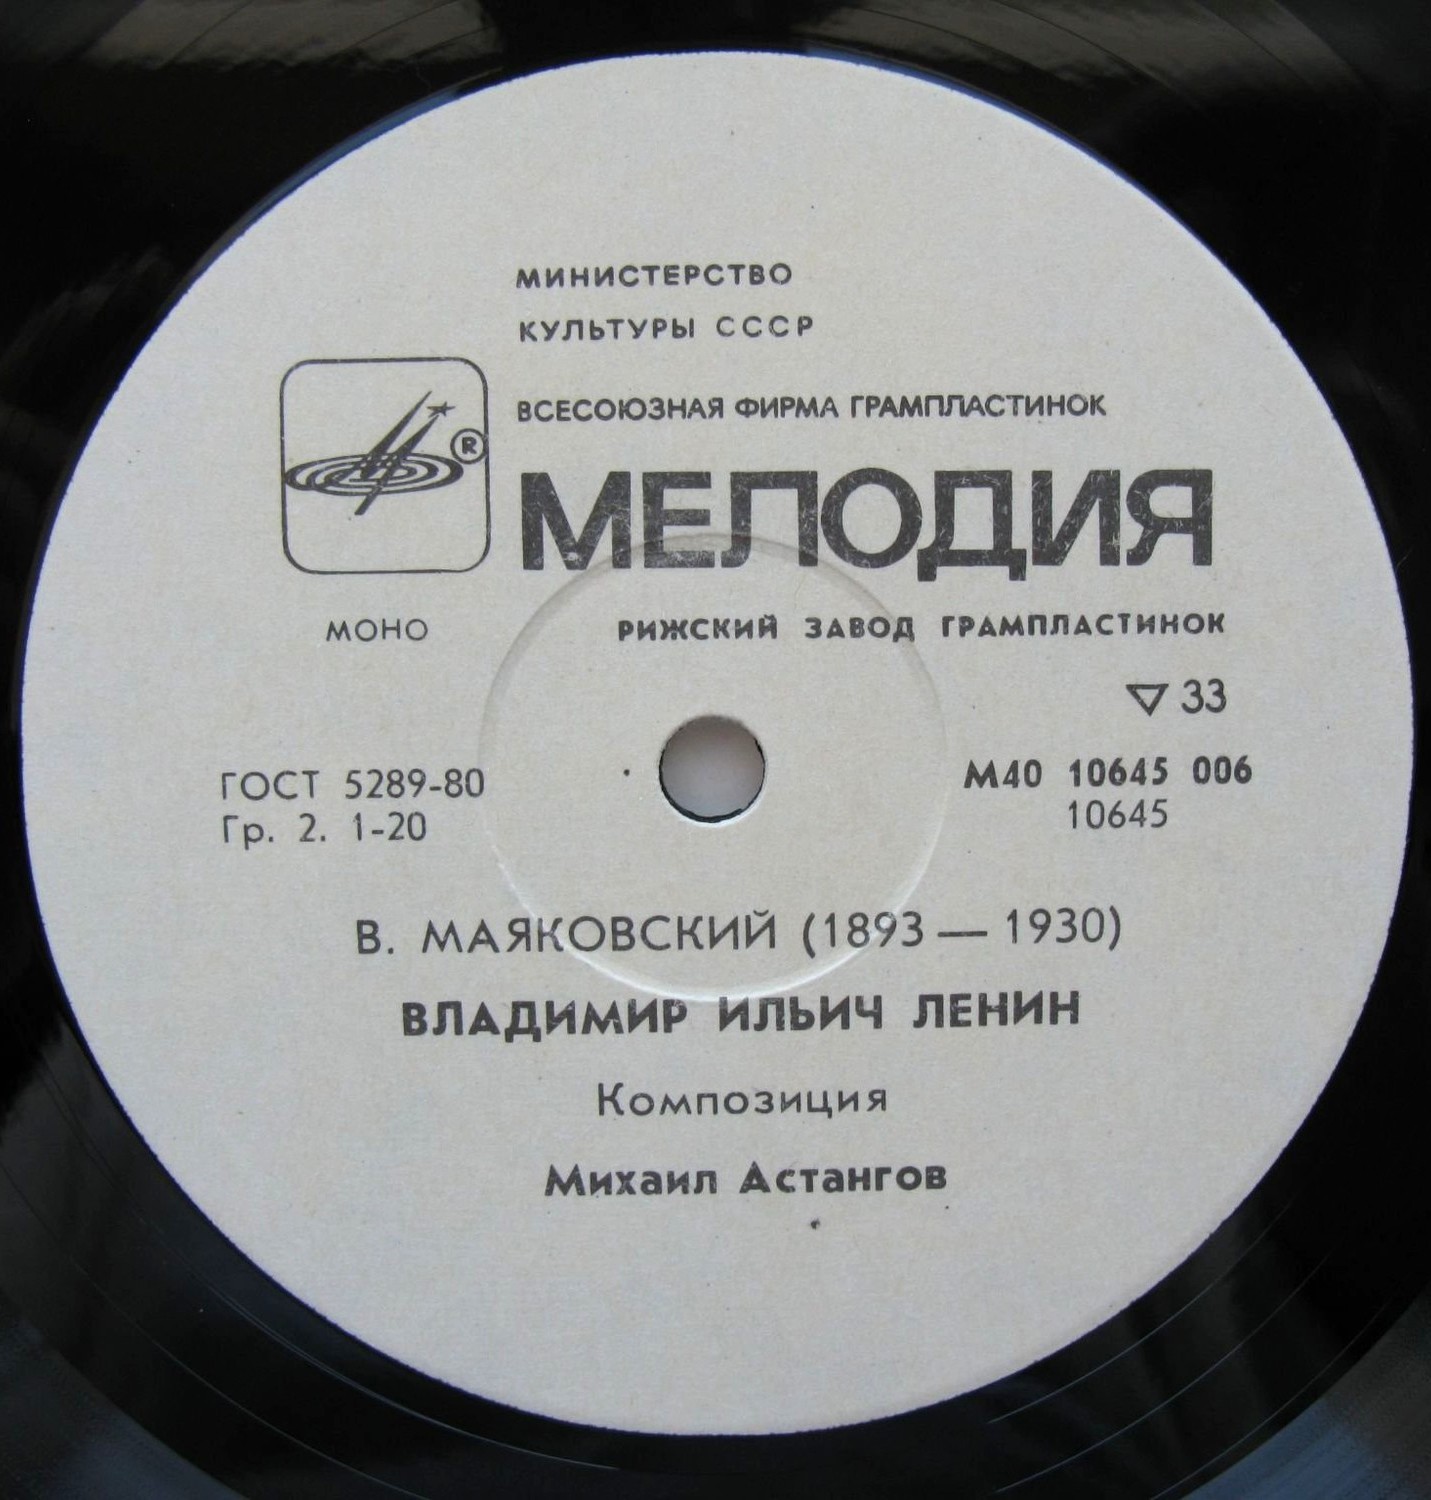 МИНИСТЕРСТВО
КУЛЬТУРЫ СССР
ВСЕСОЮЗНАЯ ФИРМА ГРАМПЛАСТИНОК
®
МЕЛОДИЯ
МОНО
РИЖСКИЙ ЗАВОД ГРАМПЛАСТИНОК
▽ 33
ГОСТ 5289-80
Гр. 2. 1-20
М40 10645 006
10645
В. МАЯКОВСКИЙ (1893 — 1930)
ВЛАДИМИР ИЛЬИЧ ЛЕНИН
Композиция
Михаил Астангов